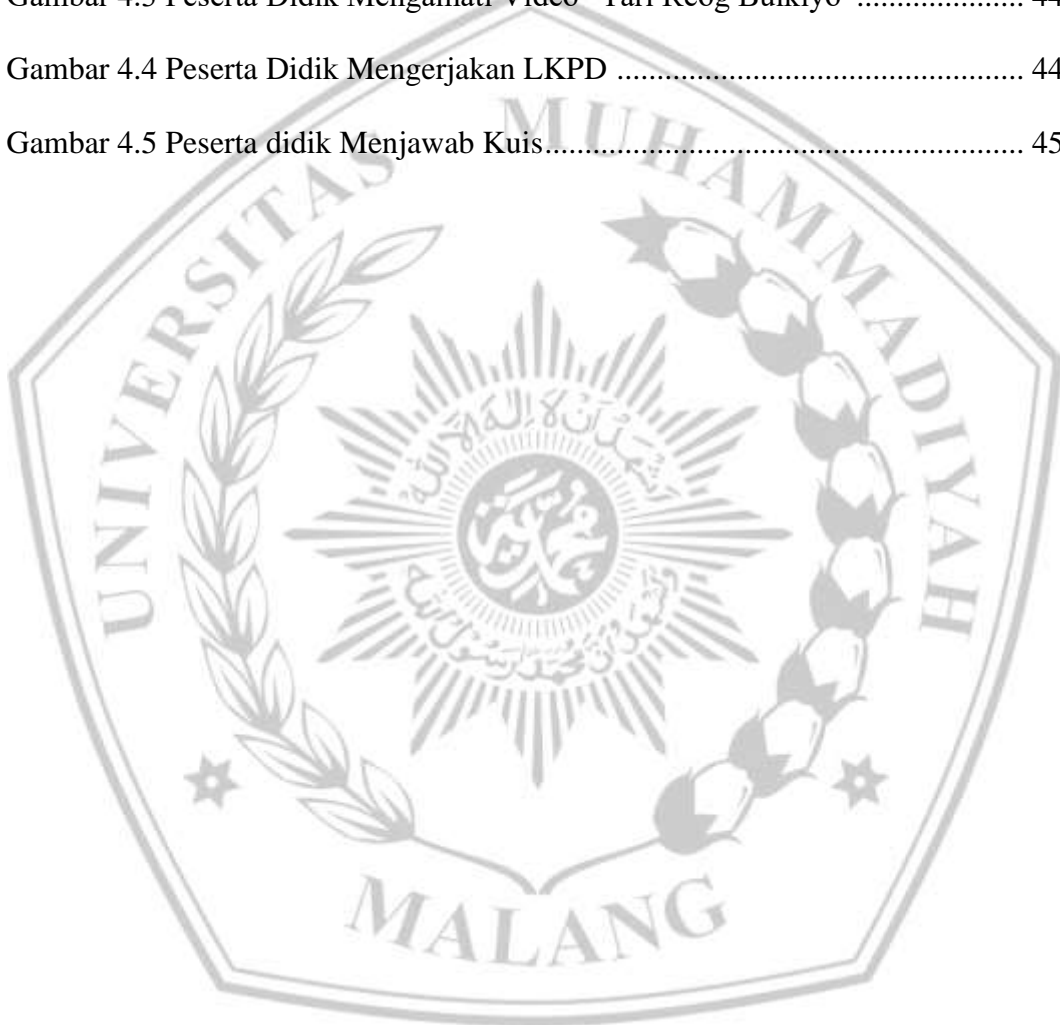 Gambar 4.3 Peserta Didik Mengamati Video "Tari Reog Bulkiyo" ..................... 44
Gambar 4.4 Peserta Didik Mengerjakan LKPD .................................................. 44
Gambar 4.5 Peserta didik Menjawab Kuis........................................................... 45
UNIVERSITAS MUHAMMADIYAH
MALANG